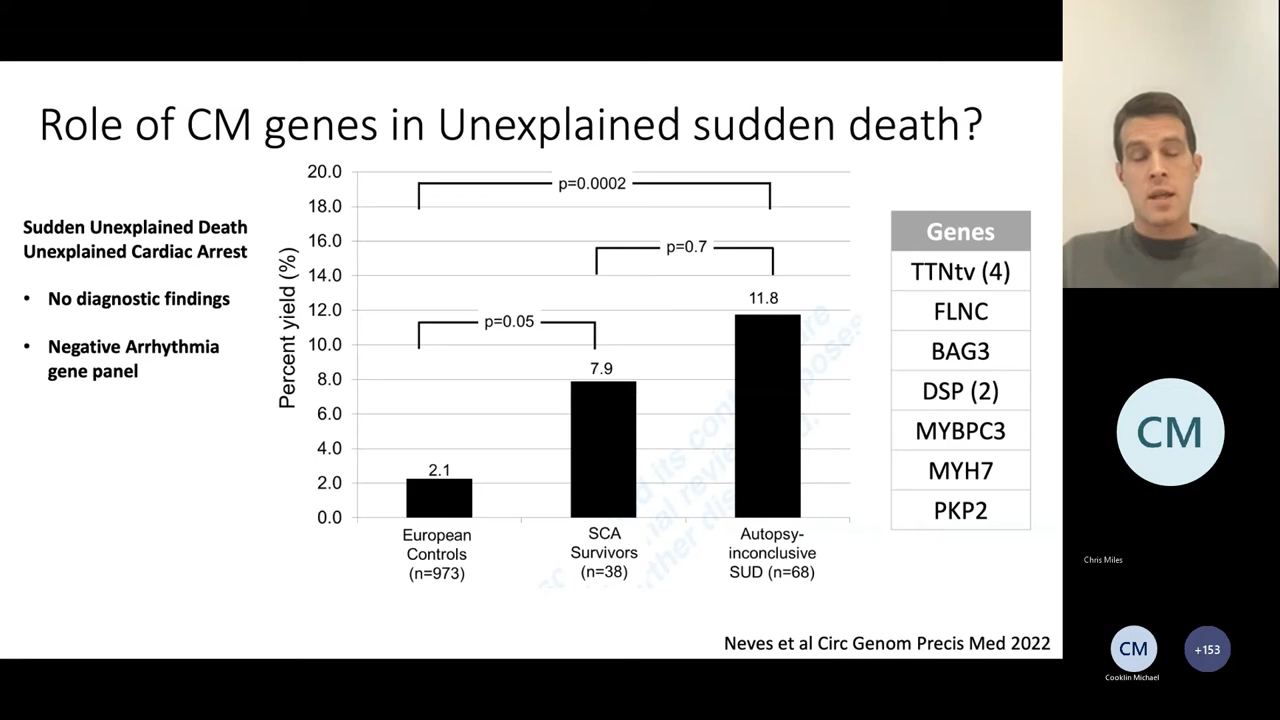 Role of CM genes in Unexplained sudden death?
Sudden Unexplained Death
Unexplained Cardiac Arrest
• No diagnostic findings
• Negative Arrhythmia
gene panel
Percent yield (%)
20.0
18.0
16.0
14.0
12.0
10.0
8.0
6.0
4.0
2.0
0.0
p=0.0002
p=0.7
p=0.05
2.1
7.9
11.8
European
Controls
(n=973)
SCA
Survivors
(n=38)
Autopsy-
inconclusive
SUD (n=68)
Genes
TTNtv (4)
FLNC
BAG3
DSP (2)
MYBPC3
MYH7
PKP2
Neves et al Circ Genom Precis Med 2022
CM
Chris Miles
CM
+153
Cooklin Michael